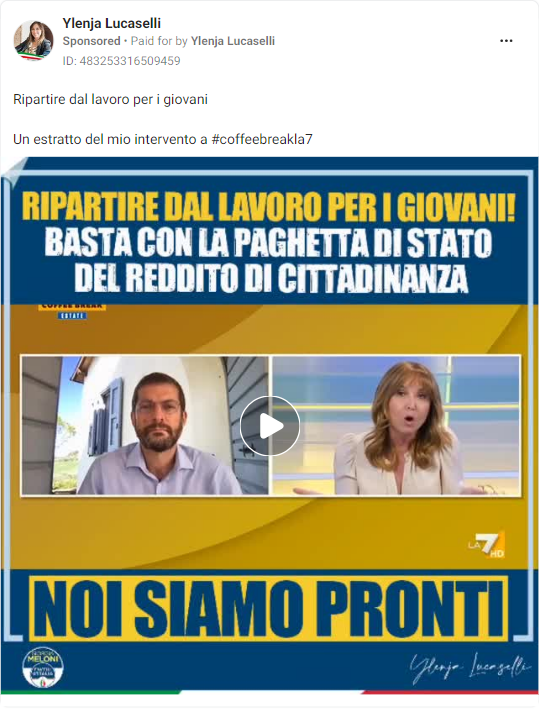 Ylenja Lucaselli
Sponsored • Paid for by Ylenja Lucaselli
ID: 483253316509459
Ripartire dal lavoro per i giovani
Un estratto del mio intervento a #coffeebreakla7
RIPARTIRE DAL LAVORO PER I GIOVANI!
BASTA CON LA PAGHETTA DI STATO
DEL REDDITO DI CITTADINANZA
COFFEE BREAK
ESTATE
LA7 HD
NOI SIAMO PRONTI
GIORGIA
MELONI
FRATELLI
D'ITALIA
Ylenja Lucaselli